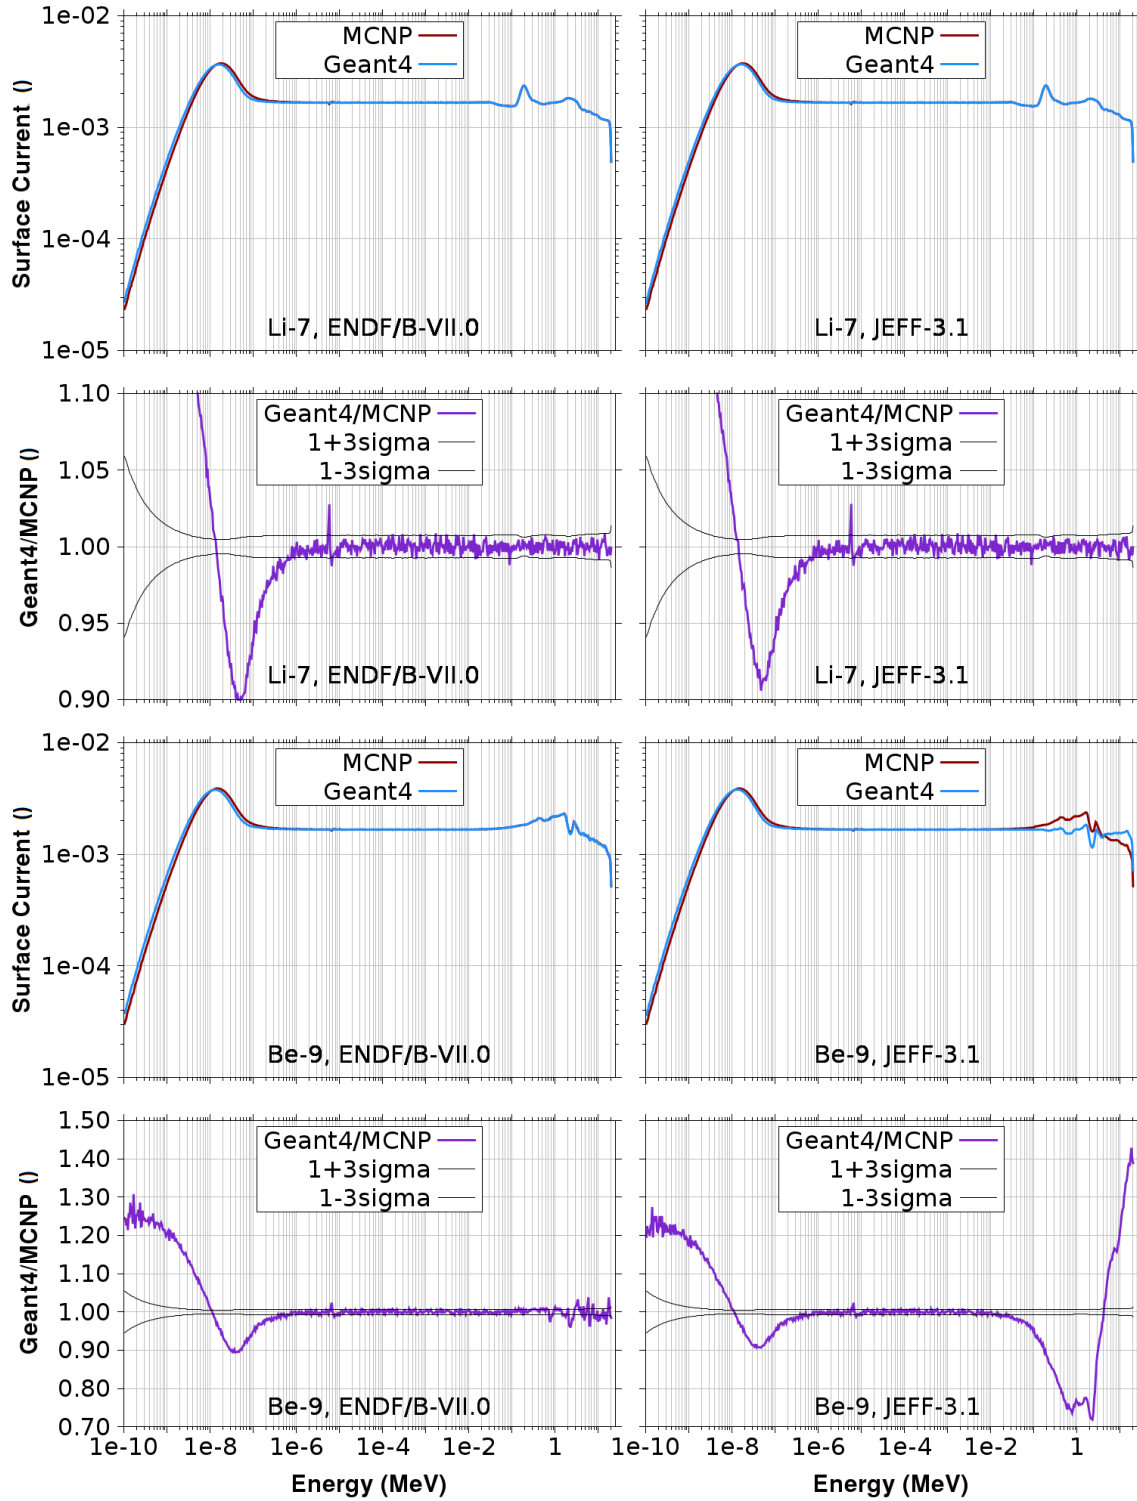 1e-02
1e-03
1e-04
1e-05
Surface Current ()
MCNP
Geant4
Li-7, ENDF/B-VII.0
MCNP
Geant4
Li-7, JEFF-3.1
1.10
1.05
1.00
0.95
0.90
Geant4/MCNP ()
Geant4/MCNP
1+3sigma
1-3sigma
Li-7, ENDF/B-VII.0
Geant4/MCNP
1+3sigma
1-3sigma
Li-7, JEFF-3.1
1e-02
1e-03
1e-04
1e-05
Surface Current ()
MCNP
Geant4
Be-9, ENDF/B-VII.0
MCNP
Geant4
Be-9, JEFF-3.1
1.50
1.40
1.30
1.20
1.10
1.00
0.90
0.80
0.70
Geant4/MCNP ()
Geant4/MCNP
1+3sigma
1-3sigma
Be-9, ENDF/B-VII.0
Geant4/MCNP
1+3sigma
1-3sigma
Be-9, JEFF-3.1
1e-10 1e-8 1e-6 1e-4 1e-2 1
1e-10 1e-8 1e-6 1e-4 1e-2 1
Energy (MeV)
Energy (MeV)